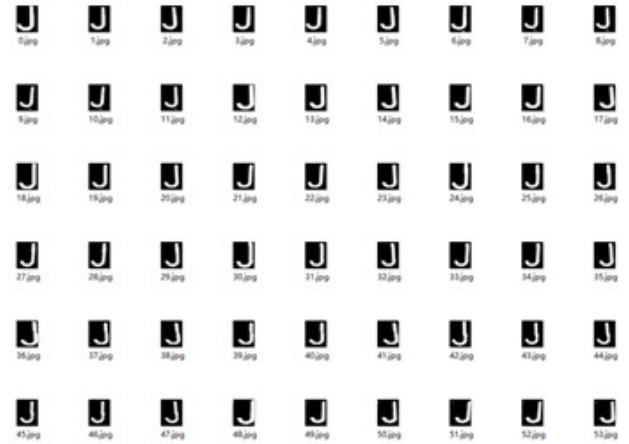 J J J J J J J J J
0.jpg 1.jpg 2.jpg 3.jpg 4.jpg 5.jpg 6.jpg 7.jpg 8.jpg
J J J J J J J J J
9.jpg 10.jpg 11.jpg 12.jpg 13.jpg 14.jpg 15.jpg 16.jpg 17.jpg
J J J J J J J J J
18.jpg 19.jpg 20.jpg 21.jpg 22.jpg 23.jpg 24.jpg 25.jpg 26.jpg
J J J J J J J J J
27.jpg 28.jpg 29.jpg 30.jpg 31.jpg 32.jpg 33.jpg 34.jpg 35.jpg
J J J J J J J J J
36.jpg 37.jpg 38.jpg 39.jpg 40.jpg 41.jpg 42.jpg 43.jpg 44.jpg
J J J J J J J J J
45.jpg 46.jpg 47.jpg 48.jpg 49.jpg 50.jpg 51.jpg 52.jpg 53.jpg